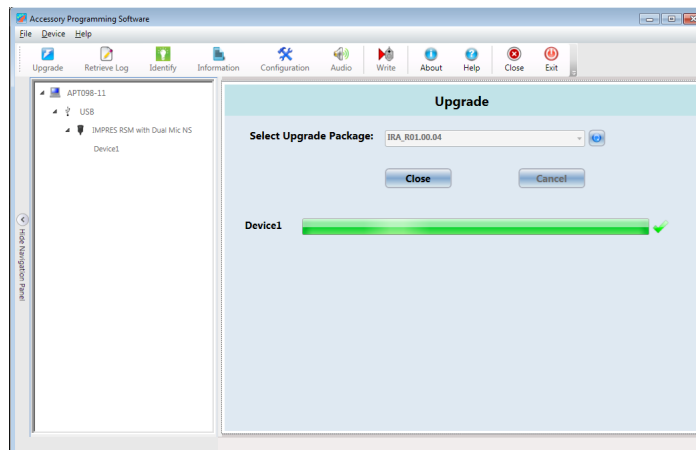 Accessory Programming Software
File Device Help
Upgrade Retrieve Log Identify Information Configuration Audio Write About Help Close Exit
APT098-11
USB
IMPRES RSM with Dual Mic NS
Device1
Hide Navigation Panel
Upgrade
Select Upgrade Package: IRA_R01.00.04
Close Cancel
Device1